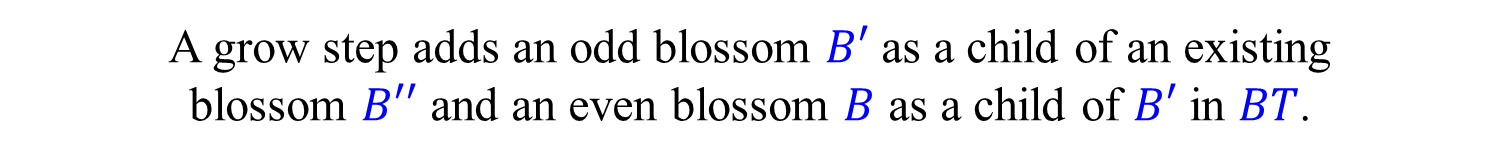 A grow step adds an odd blossom B′ as a child of an existing
blossom B′′ and an even blossom B as a child of B′ in BT.